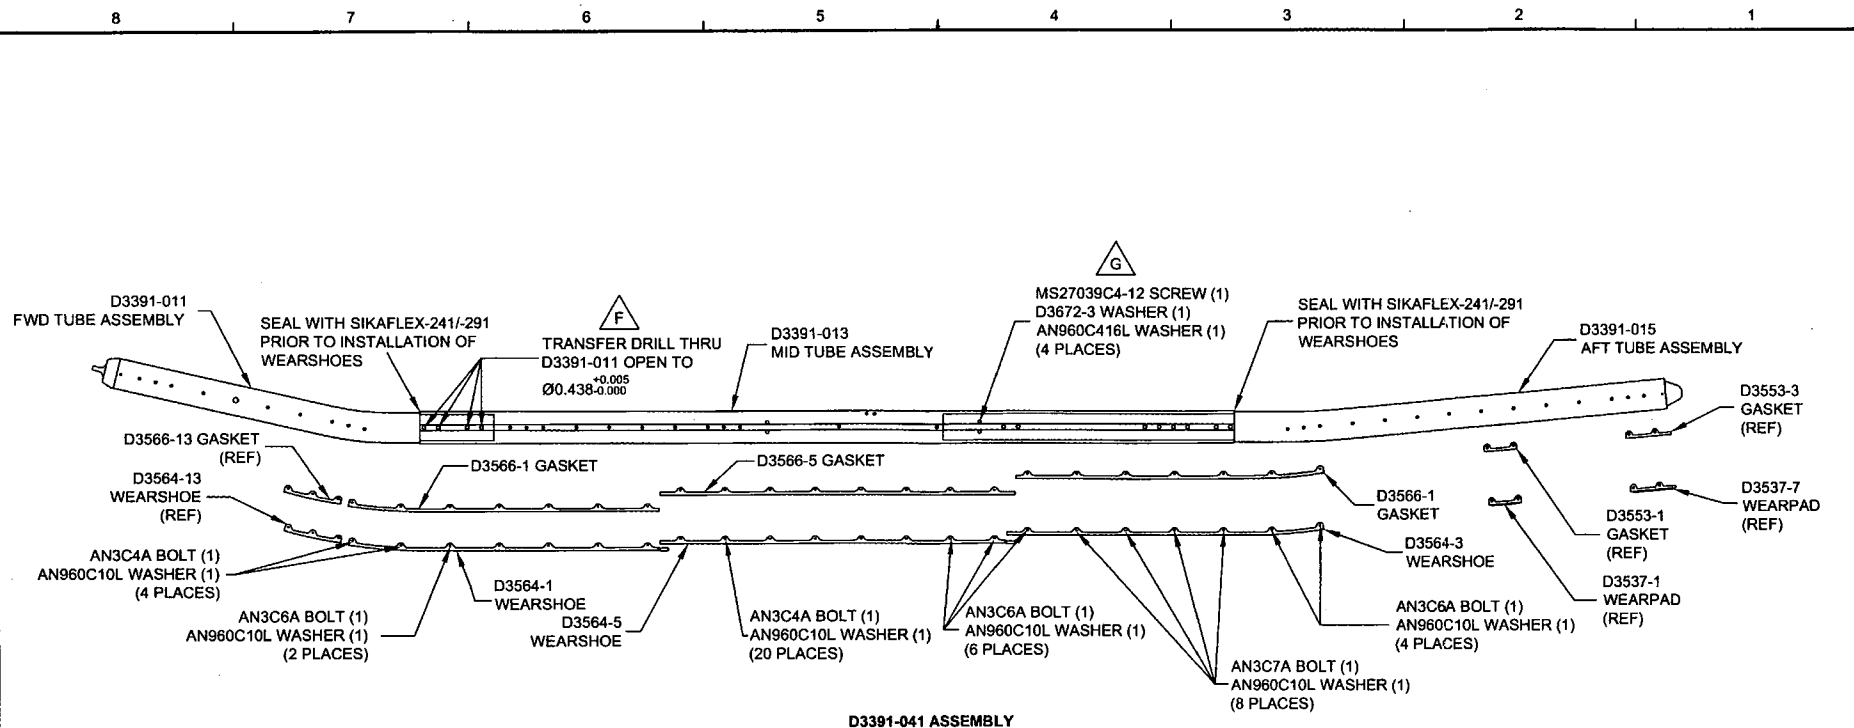 8 7 6 5 4 3 2 1
G
F
D3391-011
FWD TUBE ASSEMBLY
SEAL WITH SIKAFLEX-241/-291
PRIOR TO INSTALLATION OF
WEARSHOES
TRANSFER DRILL THRU
D3391-011 OPEN TO
Ø0.438 +0.005
-0.000
D3391-013
MID TUBE ASSEMBLY
MS27039C4-12 SCREW (1)
D3672-3 WASHER (1)
AN960C416L WASHER (1)
(4 PLACES)
SEAL WITH SIKAFLEX-241/-291
PRIOR TO INSTALLATION OF
WEARSHOES
D3391-015
AFT TUBE ASSEMBLY
D3553-3
GASKET
(REF)
D3566-13 GASKET
(REF)
D3566-1 GASKET
D3566-5 GASKET
D3566-1
GASKET
D3564-13
WEARSHOE
(REF)
D3537-7
WEARPAD
(REF)
D3553-1
GASKET
(REF)
D3564-3
WEARSHOE
D3537-1
WEARPAD
(REF)
AN3C4A BOLT (1)
AN960C10L WASHER (1)
(4 PLACES)
D3564-1
WEARSHOE
D3564-5
WEARSHOE
AN3C6A BOLT (1)
AN960C10L WASHER (1)
(2 PLACES)
AN3C4A BOLT (1)
AN960C10L WASHER (1)
(20 PLACES)
AN3C6A BOLT (1)
AN960C10L WASHER (1)
(6 PLACES)
AN3C6A BOLT (1)
AN960C10L WASHER (1)
(4 PLACES)
AN3C7A BOLT (1)
AN960C10L WASHER (1)
(8 PLACES)
D3391-041 ASSEMBLY